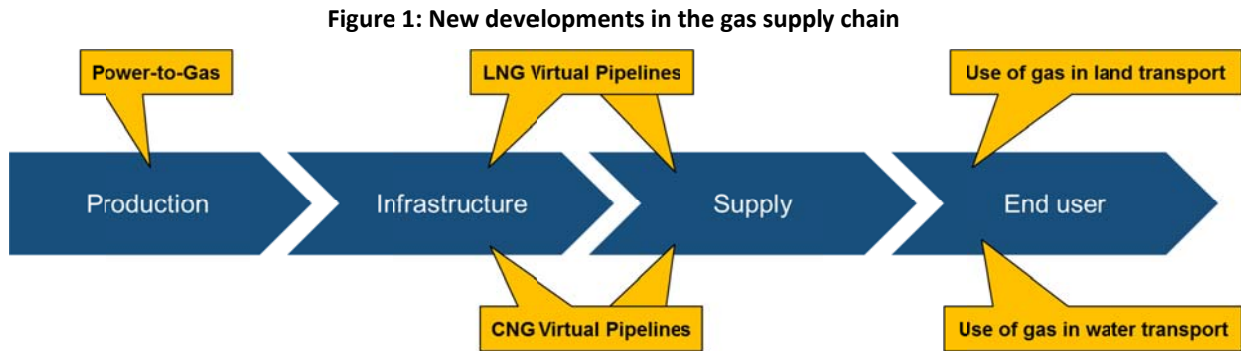 Figure 1: New developments in the gas supply chain
Power-to-Gas
LNG Virtual Pipelines
Use of gas in land transport
Production
Infrastructure
Supply
End user
CNG Virtual Pipelines
Use of gas in water transport